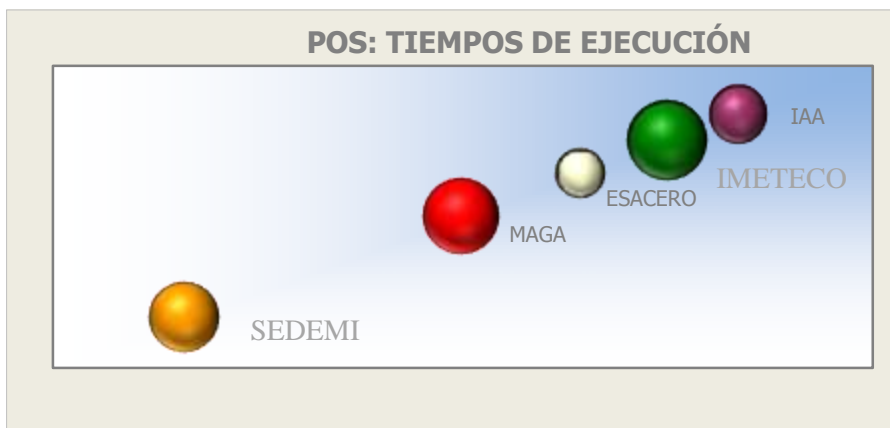 POS: TIEMPOS DE EJECUCIÓN
IAA
IMETECO
ESACERO
MAGA
SEDEMI